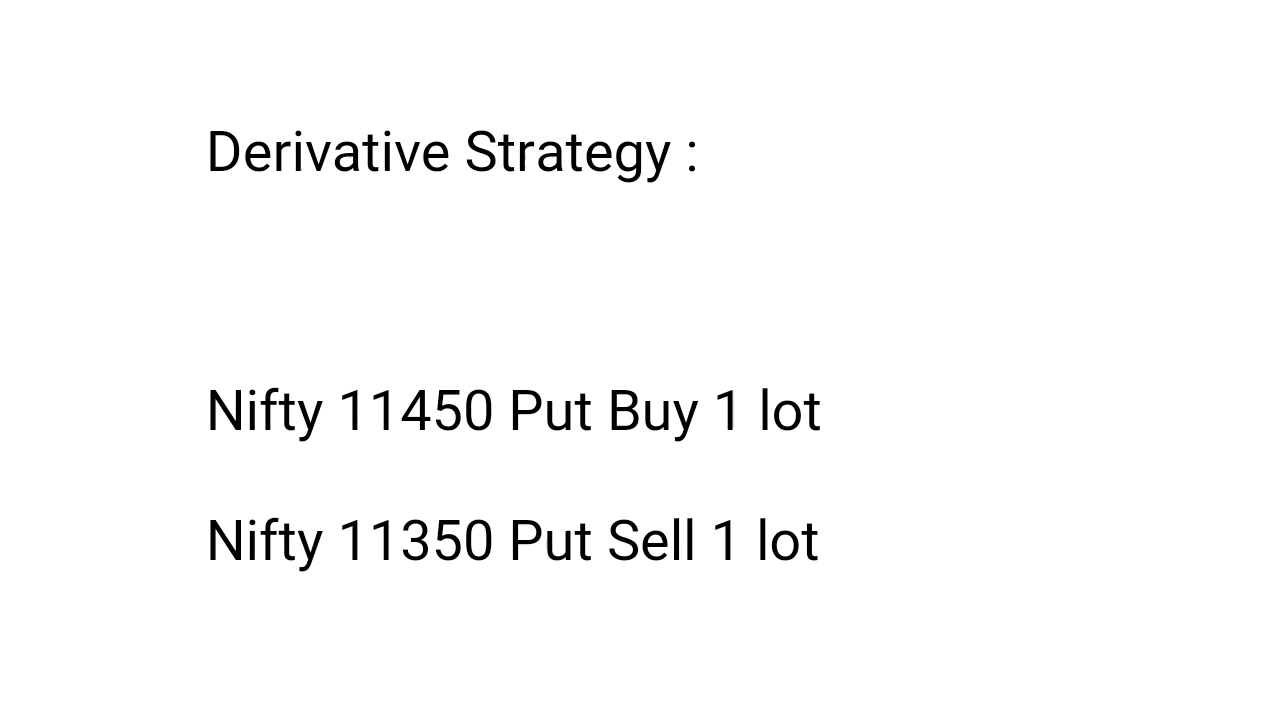 Derivative Strategy :
Nifty 11450 Put Buy 1 lot
Nifty 11350 Put Sell 1 lot